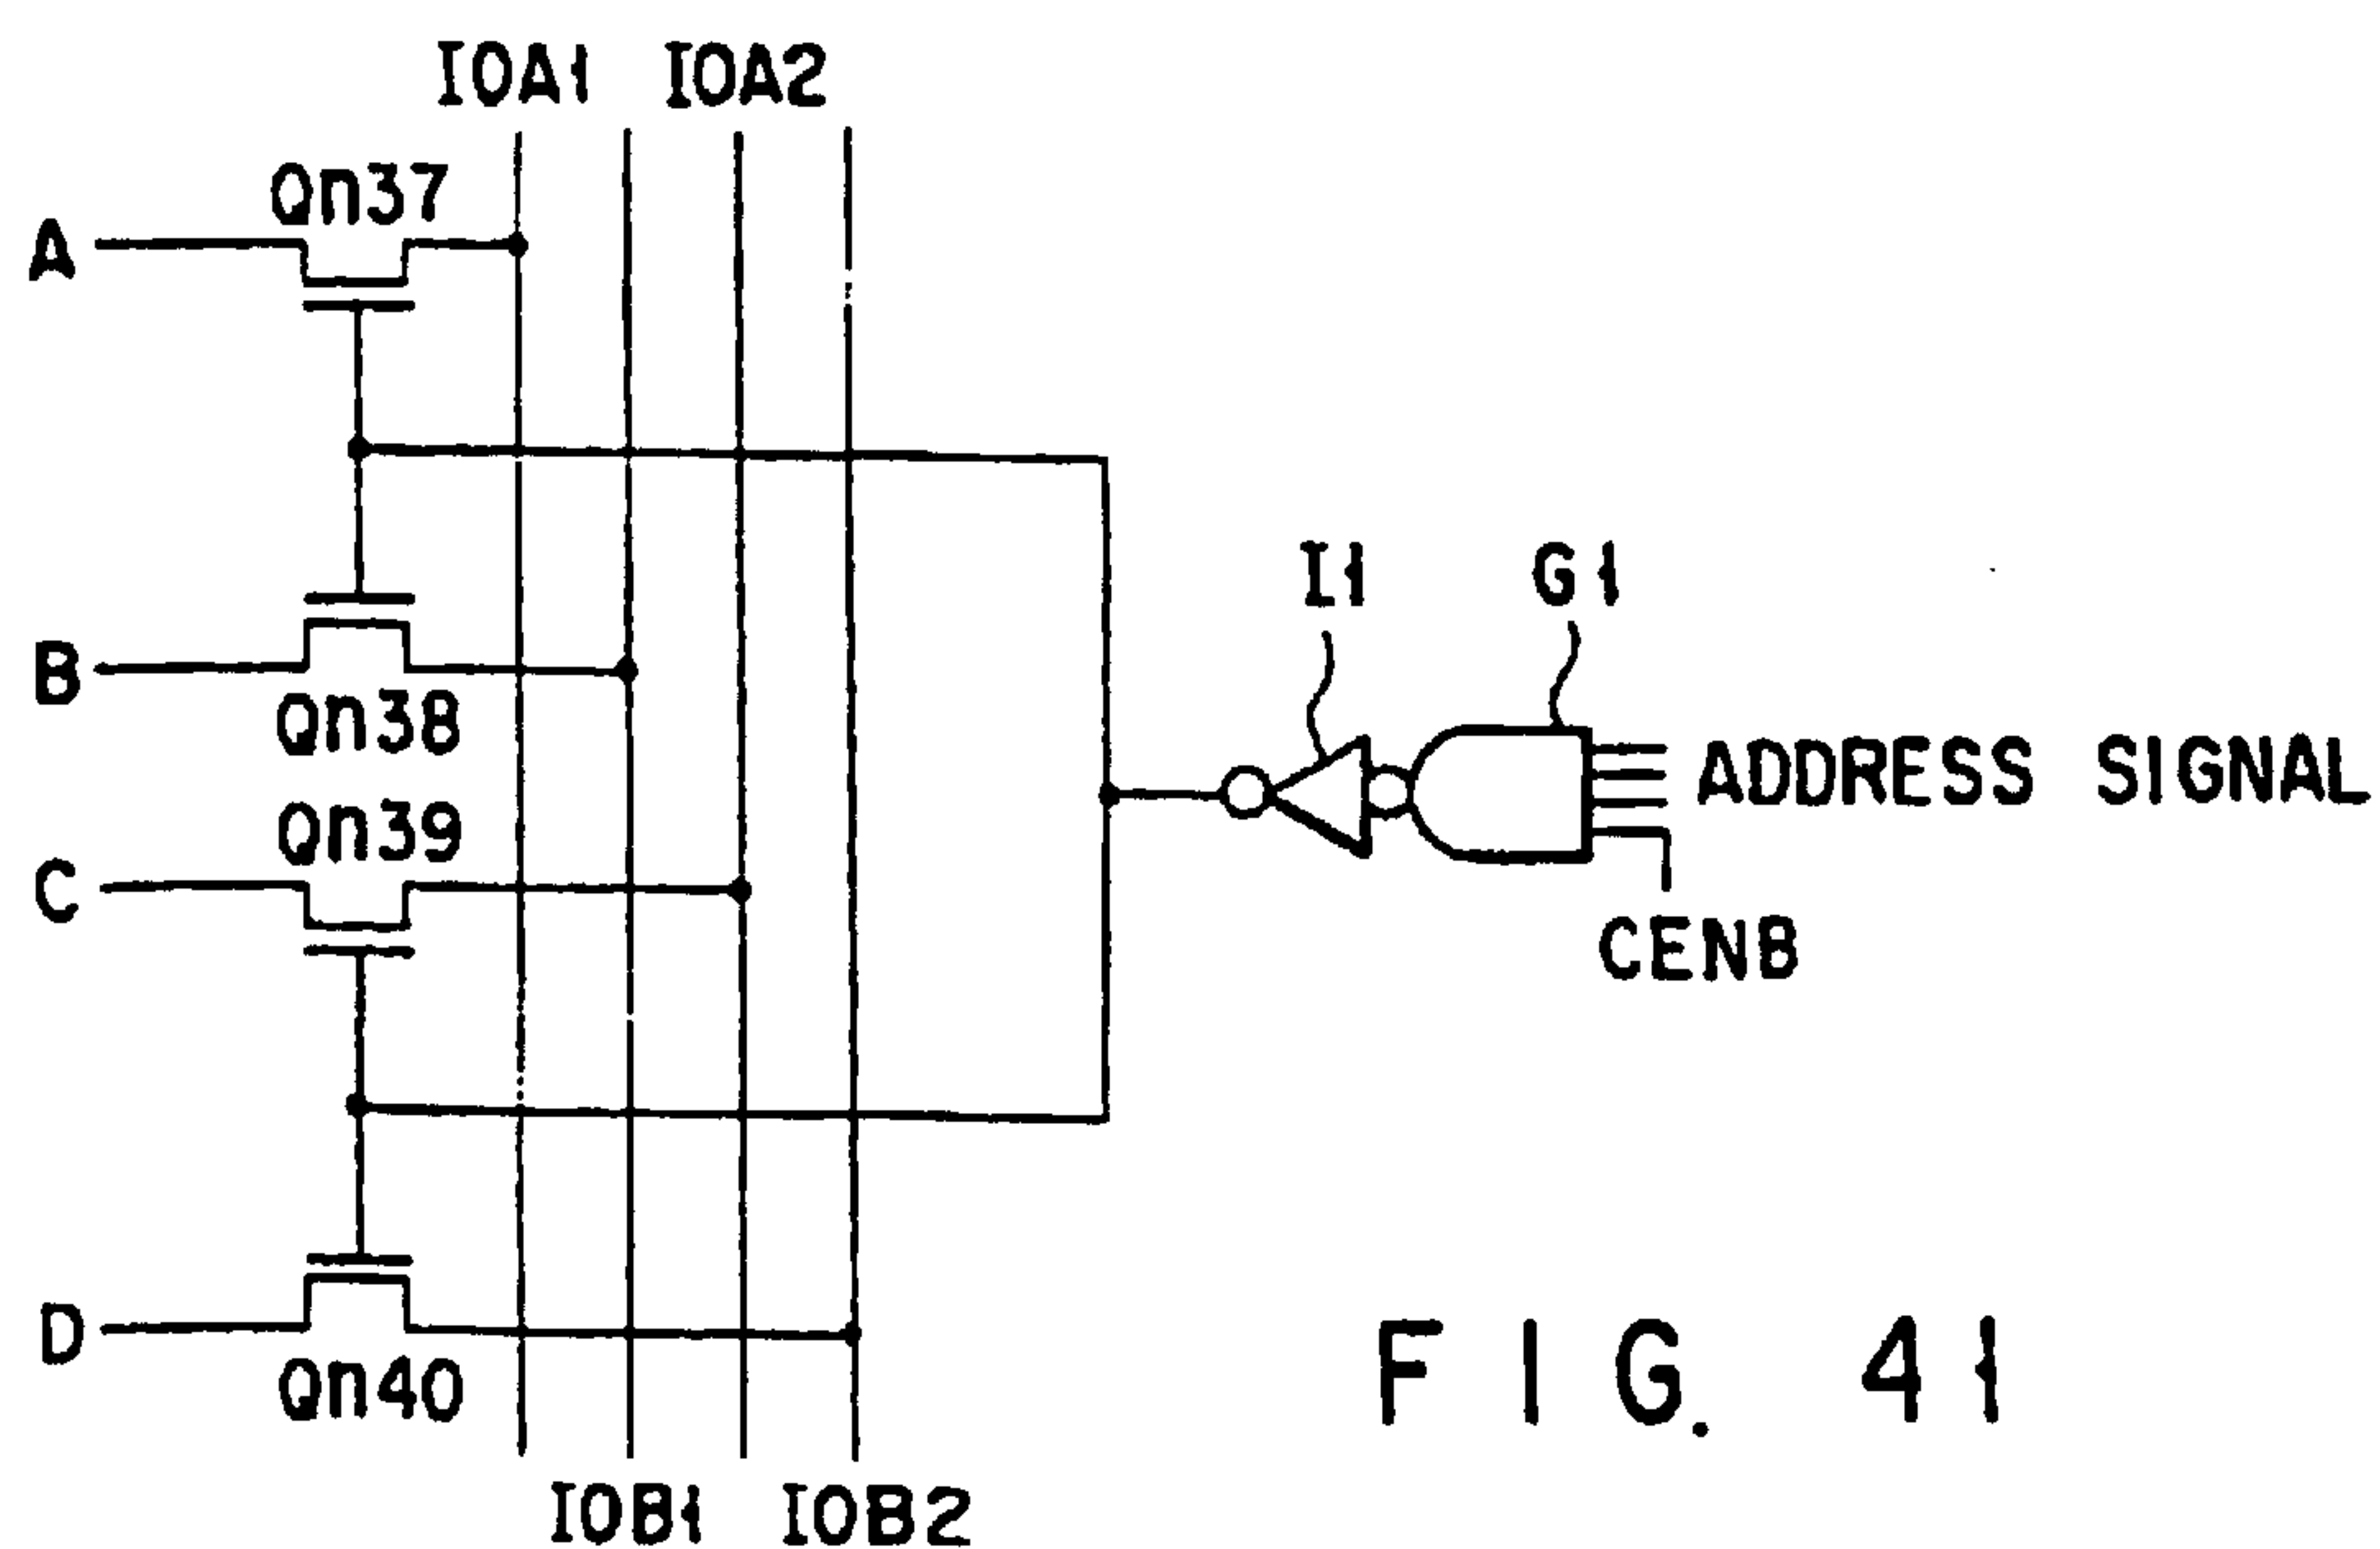 IOA1 IOA2
Qn37
A
I1 G1
B
Qn38
ADDRESS SIGNAL
Qn39
C
CENB
D
Qn40
FIG. 41
IOB1 IOB2